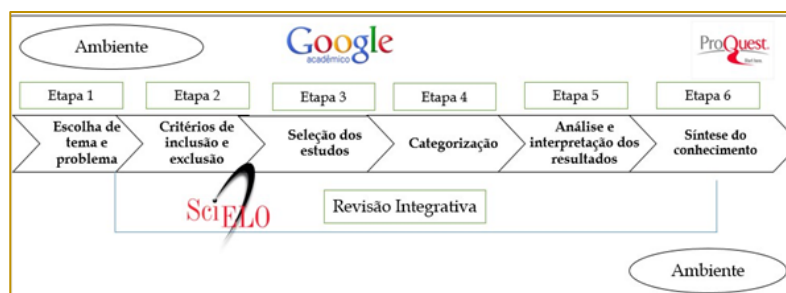 Ambiente
Google
acadêmico
ProQuest
Etapa 1
Etapa 2
Etapa 3
Etapa 4
Etapa 5
Etapa 6
Escolha de
tema e
problema
Critérios de
inclusão e
exclusão
Seleção dos
estudos
Categorização
Análise e
interpretação dos
resultados
Síntese do
conhecimento
SciELO
Revisão Integrativa
Ambiente